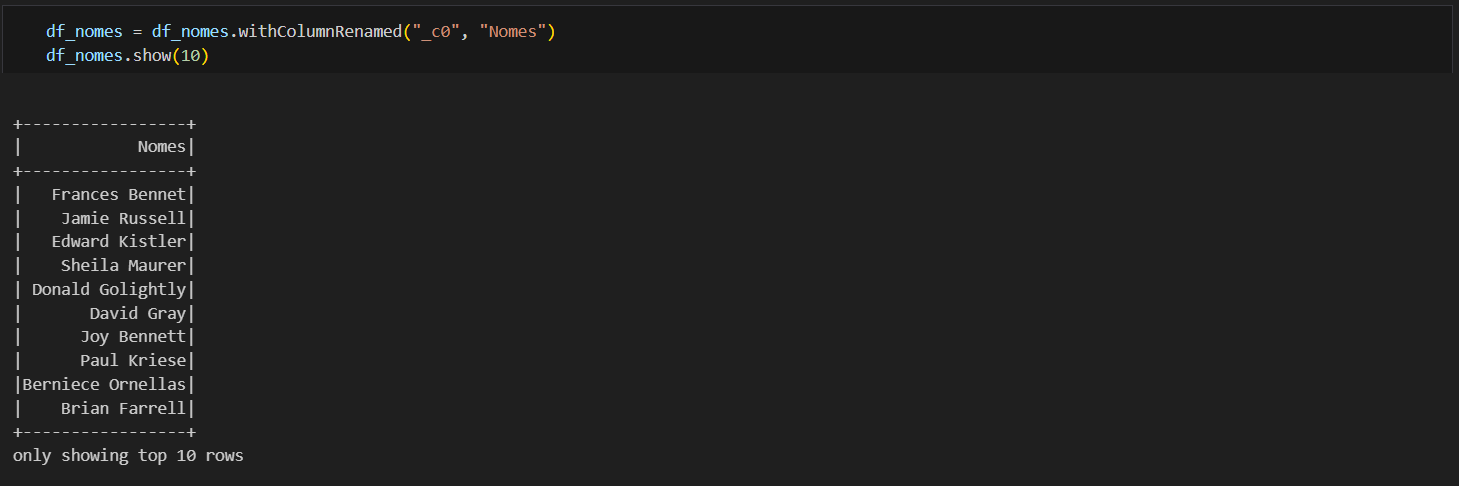 df_nomes = df_nomes.withColumnRenamed("_c0", "Nomes")
df_nomes.show(10)
+-----------------+
|            Nomes|
+-----------------+
|   Frances Bennet|
|    Jamie Russell|
|   Edward Kistler|
|    Sheila Maurer|
| Donald Golightly|
|       David Gray|
|      Joy Bennett|
|      Paul Kriese|
|Berniece Ornellas|
|    Brian Farrell|
+-----------------+
only showing top 10 rows